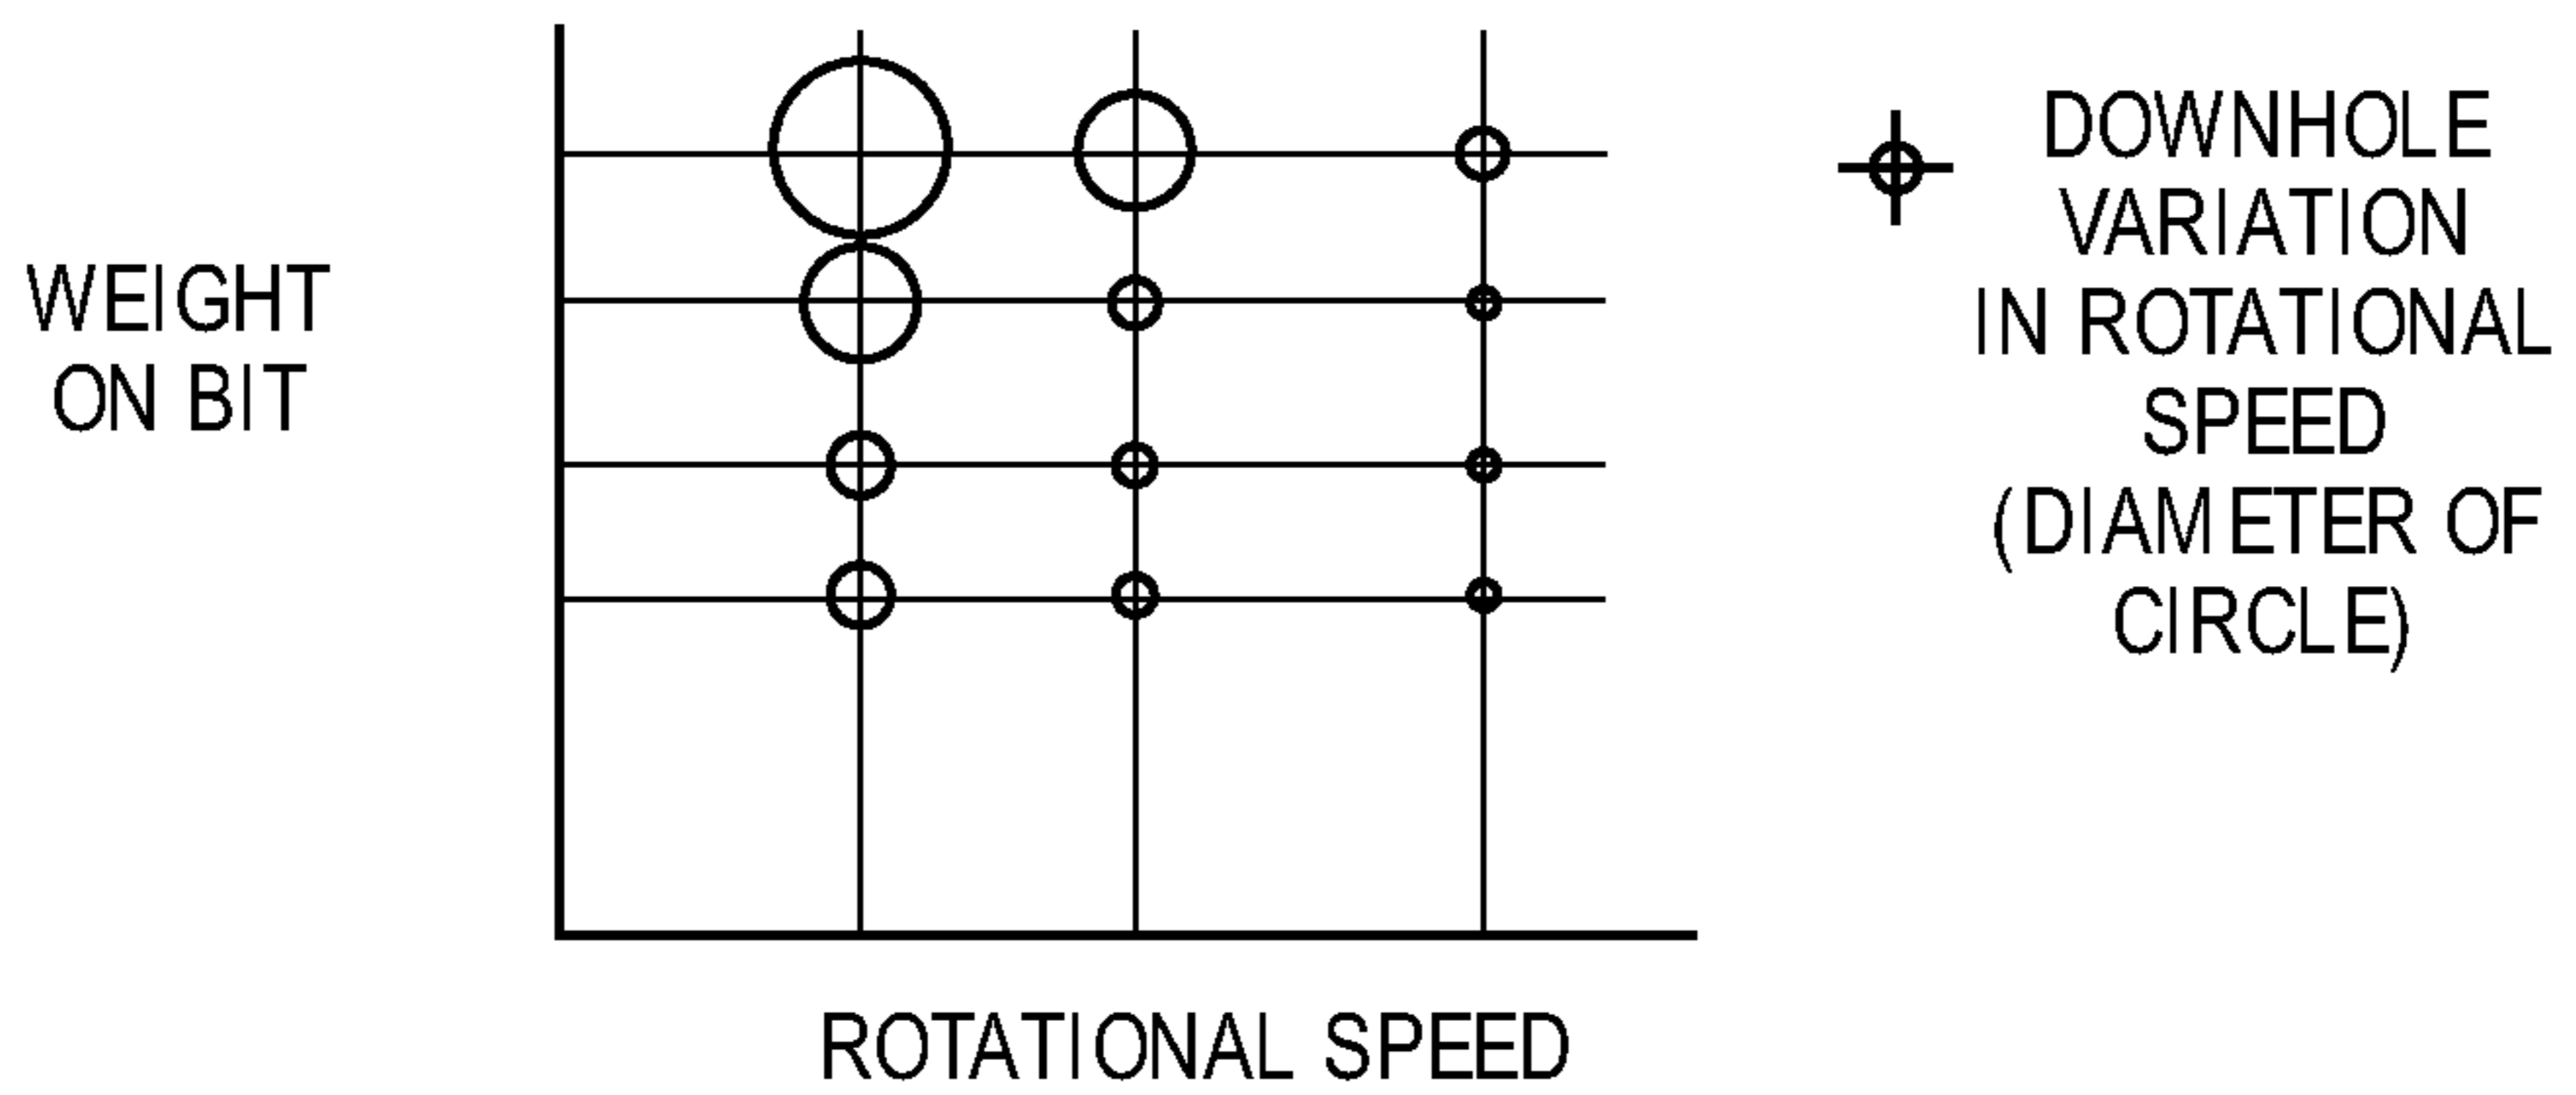 WEIGHT
ON BIT
ROTATIONAL SPEED
DOWNHOLE
VARIATION
IN ROTATIONAL
SPEED
(DIAMETER OF
CIRCLE)